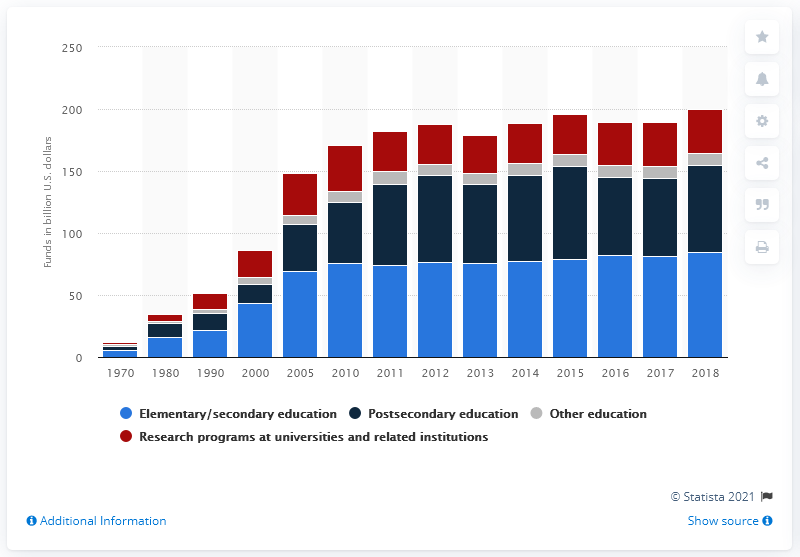 250
200
150
100
50
0
Funds in billion U.S. dollars
1970 1980 1990 2000 2005 2010 2011 2012 2013 2014 2015 2016 2017 2018
Elementary/secondary education Postsecondary education Other education
Research programs at universities and related institutions
© Statista 2021
Additional Information Show source